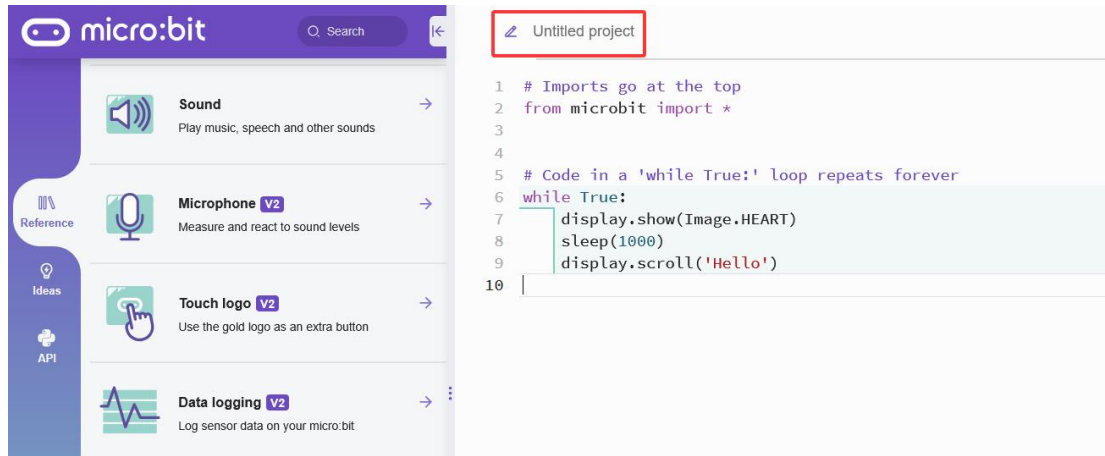 micro:bit
Search
Reference
Ideas
API
Sound
Play music, speech and other sounds
Microphone V2
Measure and react to sound levels
Touch logo V2
Use the gold logo as an extra button
Data logging V2
Log sensor data on your micro:bit
Untitled project
1 # Imports go at the top
2 from microbit import *
3
4
5 # Code in a 'while True:' loop repeats forever
6 while True:
7     display.show(Image.HEART)
8     sleep(1000)
9     display.scroll('Hello')
10